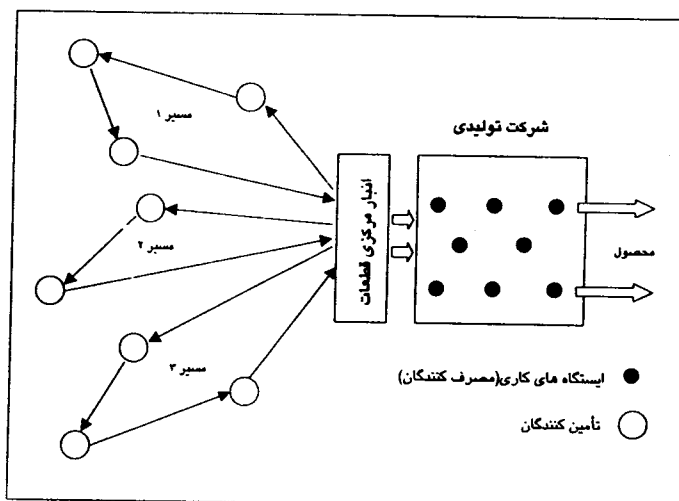 شرکت تولیدی
مسیر ۱
انبار مرکزی قطعات
مسیر ۲
محصول
مسیر ۳
ایستگاه های کاری(مصرف کنندگان)
تأمین کنندگان